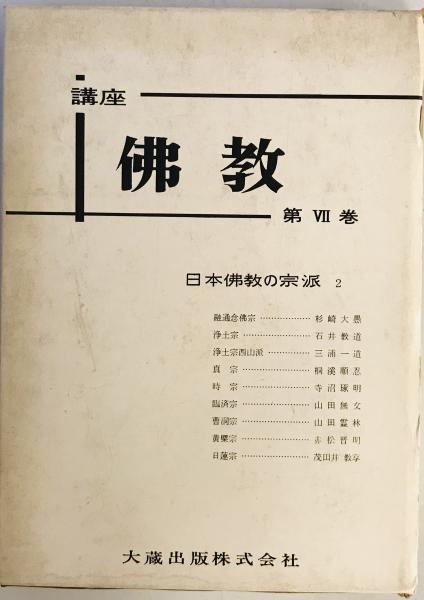 講座
佛教
第 Ⅶ 巻
日本佛教の宗派 2
融通念佛宗 ………………… 杉崎大愚
浄土宗 ………………… 石井教道
浄土宗西山派 ………………… 三浦一道
真宗 ………………… 桐溪順忍
時宗 ………………… 寺沼琢明
臨済宗 ………………… 山田無文
曹洞宗 ………………… 山田霊林
黄檗宗 ………………… 赤松晋明
日蓮宗 ………………… 茂田井教亨
大蔵出版株式会社